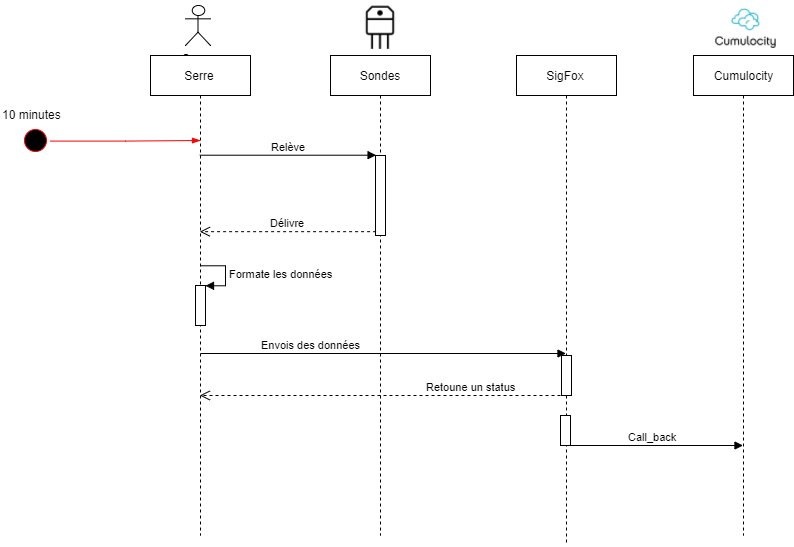 Cumulocity
Serre
Sondes
SigFox
Cumulocity
10 minutes
Relève
Délivre
Formate les données
Envois des données
Retoune un status
Call_back